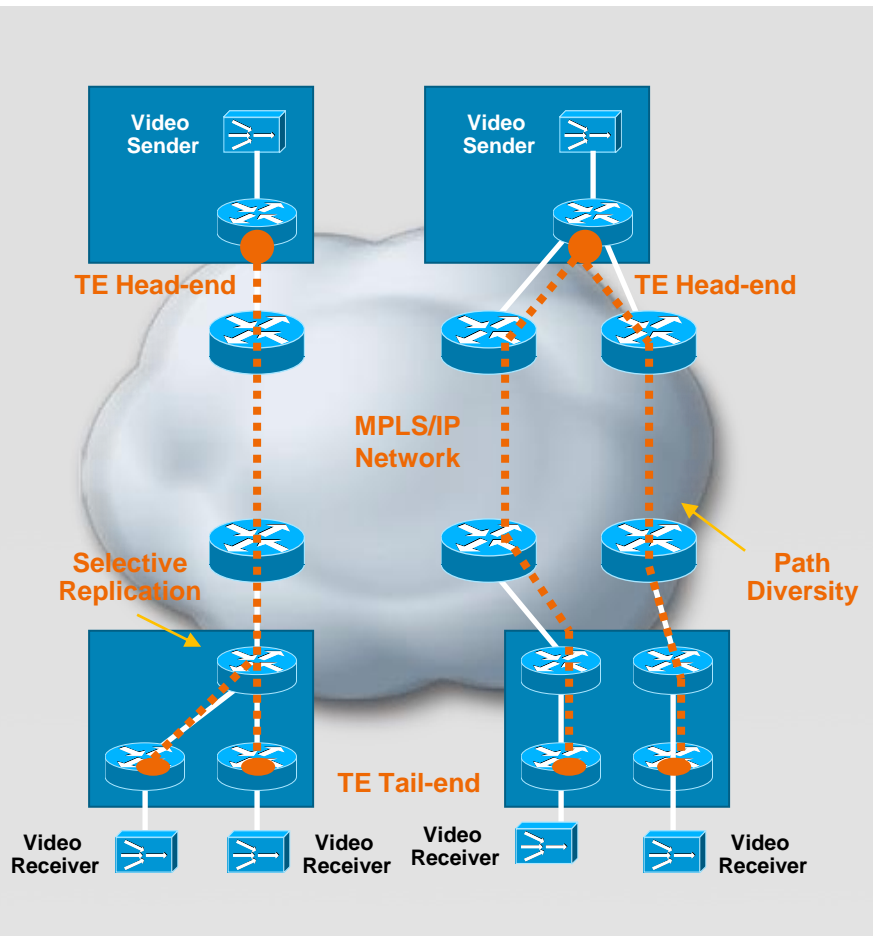 Video
Sender
Video
Sender
TE Head-end
TE Head-end
MPLS/IP
Network
Selective
Replication
Path
Diversity
TE Tail-end
Video
Receiver
Video
Receiver
Video
Receiver
Video
Receiver